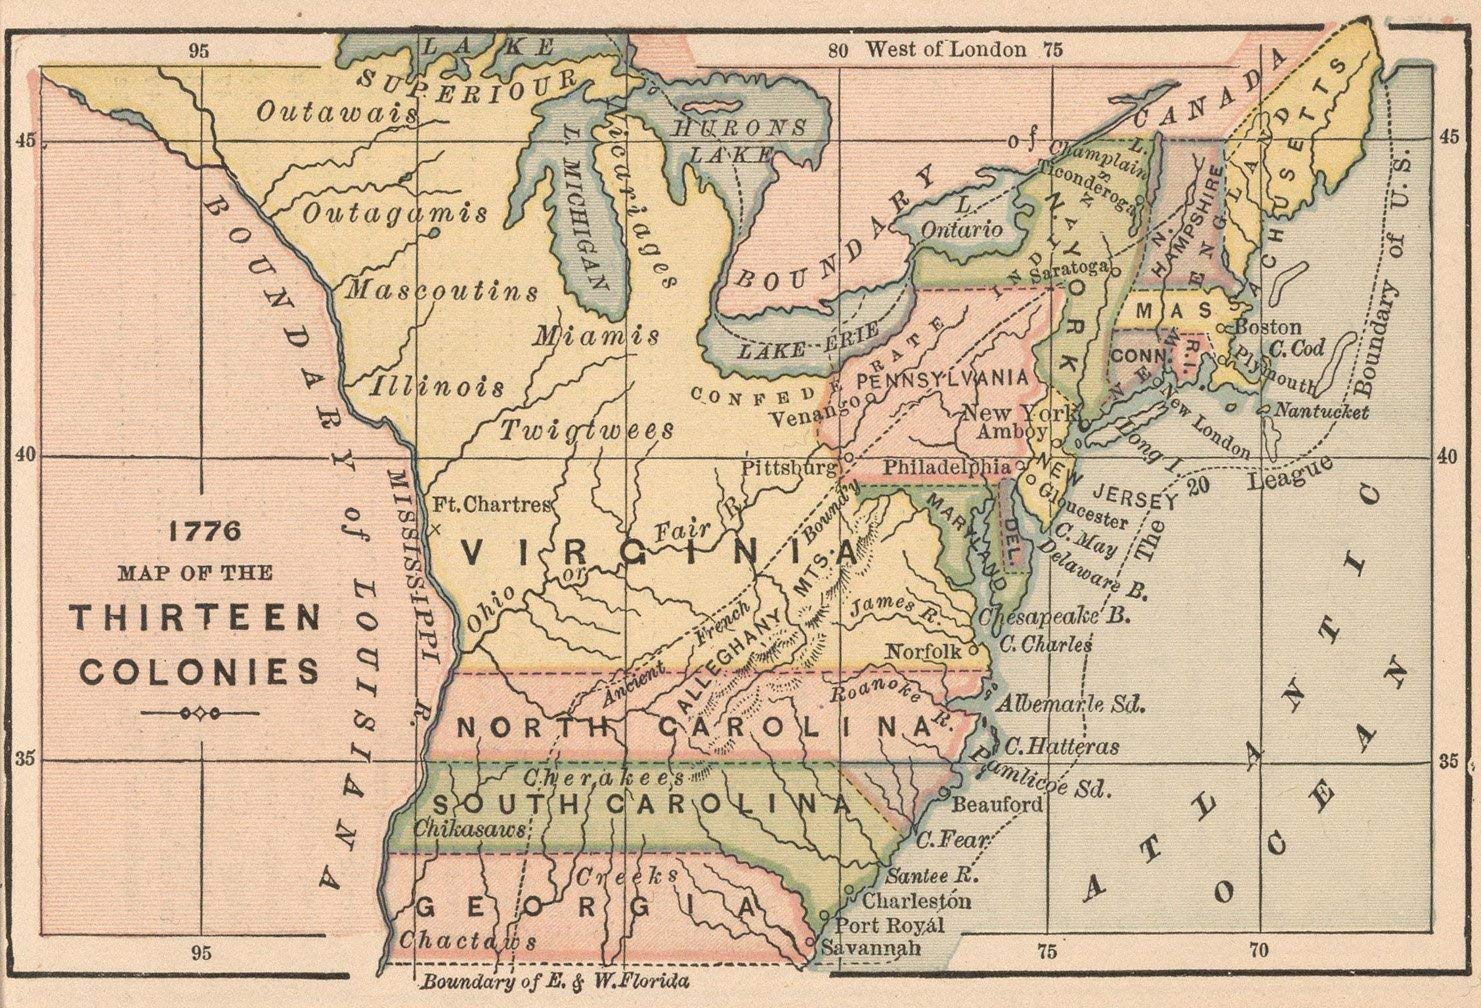 95
80 West of London 75
LAKE
SUPERIOUR
CANADA
of
BOUNDARY
45
45
Outawais
HURONS
LAKE
L. MICHIGAN
Micariages
L. Champlain
Ticonderoga
NEW ENGLAND
MASSACHUSETTS
N. HAMPSHIRE
Outagamis
L.
Ontario
N. YORK
INDIAN
Saratoga
Mascoutins
Miamis
LAKE ERIE
MAS
Boston
C. Cod
Plymouth
CONN.
R.I.
Nantucket
New London
Illinois
CONFEDERATE
PENNSYLVANIA
Venango
New York
Amboy
Long I.
Twigtwees
40
40
Pittsburg
Philadelphia
NEW
JERSEY
Gloucester
C. May
Delaware B.
The 20 League Boundary of U.S.
BOUNDARY of LOUISIANA
MISSISSIPPI R.
Ft. Chartres
Fair R.
MARYLAND
DEL.
1776
MAP OF THE
THIRTEEN
COLONIES
VIRGINIA
Ohio or
Ancient French Bound'y
ALLEGHANY MTS.
James R.
Chesapeake B.
Norfolk
C. Charles
Roanoke R.
Albemarle Sd.
NORTH CAROLINA
C. Hatteras
Pamlicoe Sd.
35
35
Cherakees
SOUTH CAROLINA
Beauford
Chikasaws
C. Fear
Santee R.
Creeks
Charleston
GEORGIA
Port Royal
Chactaws
Savannah
ATLANTIC
OCEAN
95
75
70
Boundary of E. & W. Florida